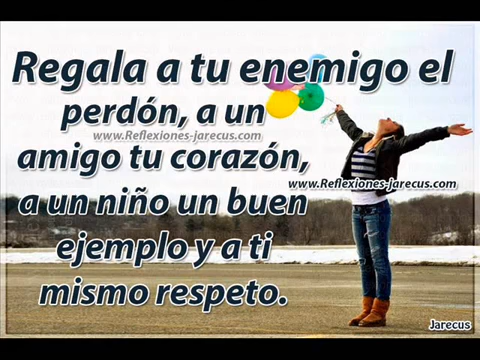 Regala a tu enemigo el
perdón, a un
www.Reflexiones-jarecus.com
amigo tu corazón,
www.Reflexiones-jarecus.com
a un niño un buen
ejemplo y a ti
mismo respeto.
Jarecus